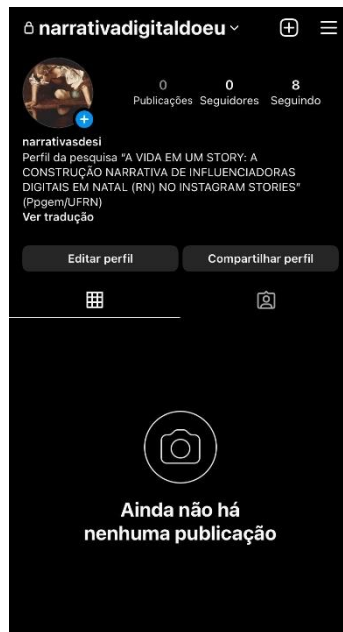 narrativadigitaldoeu
0 0 8
Publicações Seguidores Seguindo
narrativasdesi
Perfil da pesquisa "A VIDA EM UM STORY: A
CONSTRUÇÃO NARRATIVA DE INFLUENCIADORAS
DIGITAIS EM NATAL (RN) NO INSTAGRAM STORIES"
(Ppgem/UFRN)
Ver tradução
Editar perfil Compartilhar perfil
Ainda não há
nenhuma publicação